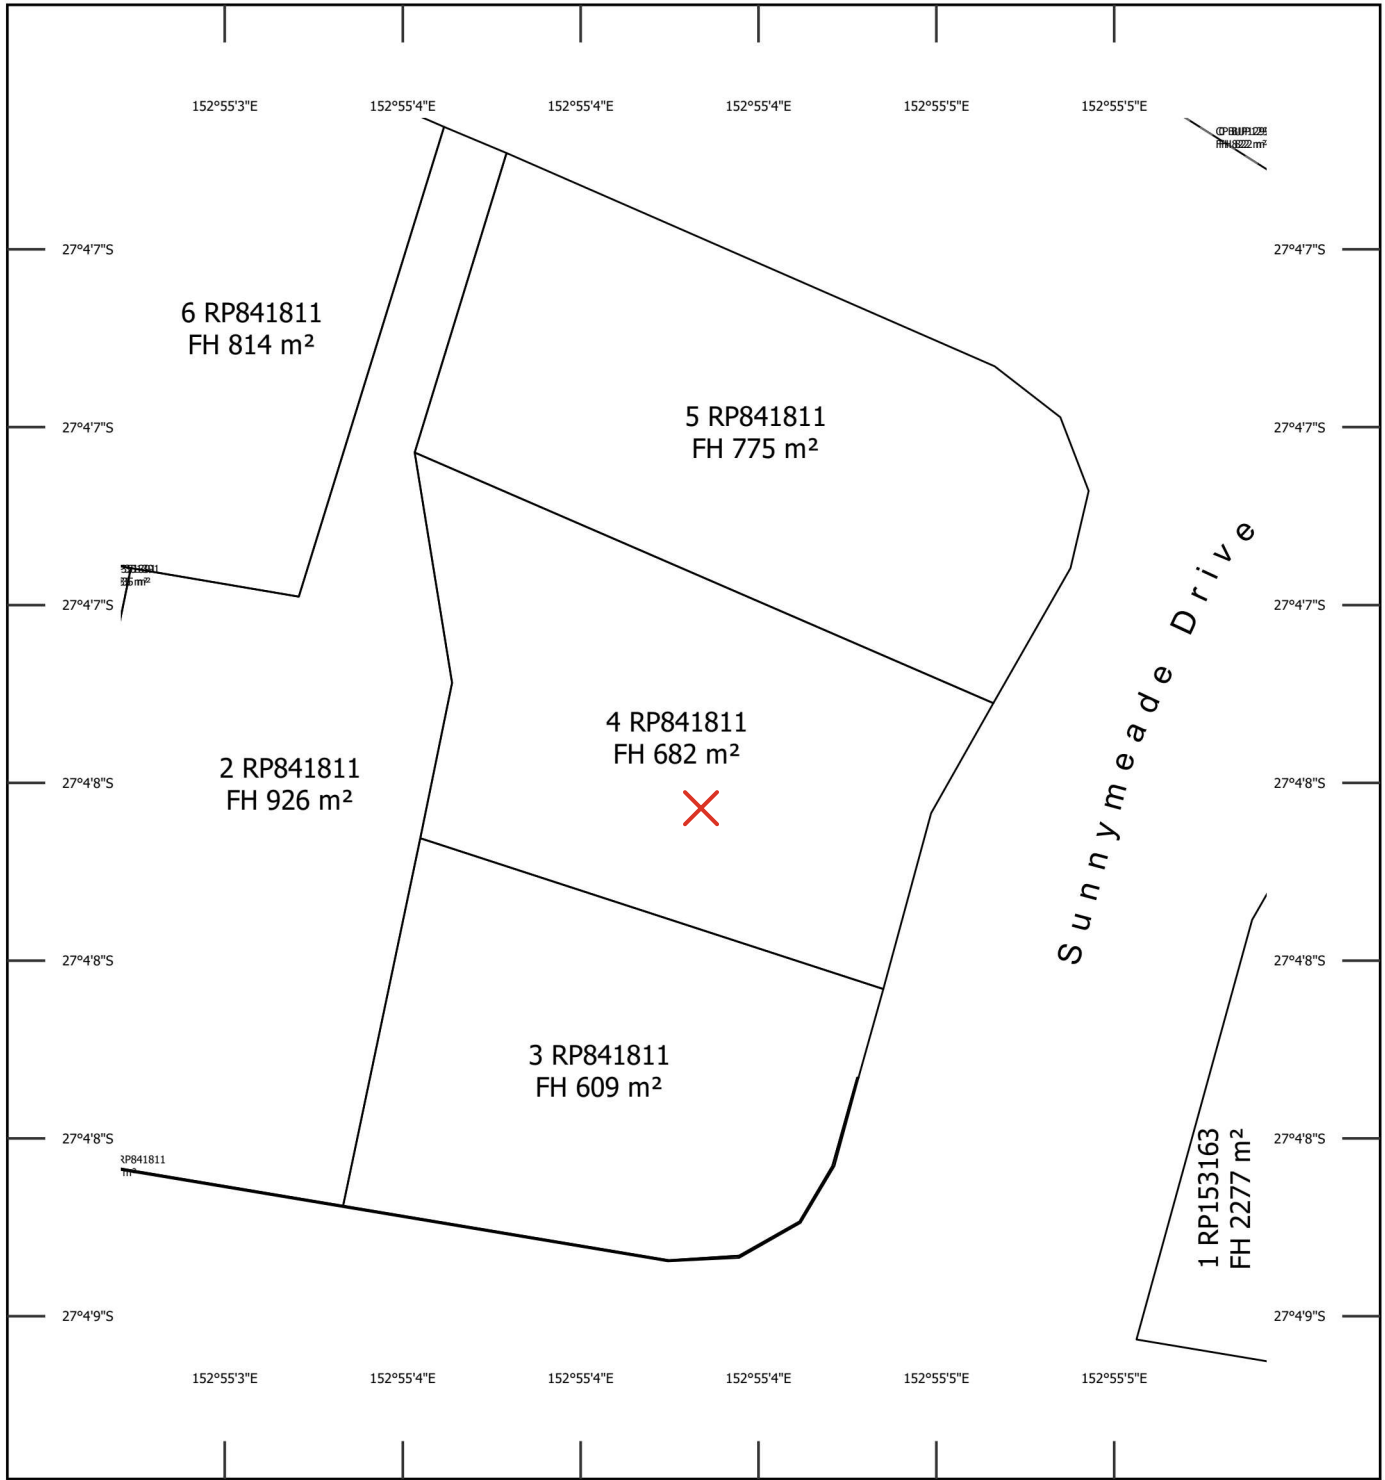 152°55'3"E 152°55'4"E 152°55'4"E 152°55'4"E 152°55'5"E 152°55'5"E
27°4'7"S 27°4'7"S
6 RP841811
FH 814 m²
5 RP841811
FH 775 m²
27°4'7"S 27°4'7"S
Sunnymeade Drive
27°4'7"S 27°4'7"S
4 RP841811
FH 682 m²
2 RP841811
FH 926 m²
27°4'8"S 27°4'8"S
27°4'8"S 27°4'8"S
3 RP841811
FH 609 m²
27°4'8"S 27°4'8"S
RP841811
m²
1 RP153163
FH 2277 m²
27°4'9"S 27°4'9"S
152°55'3"E 152°55'4"E 152°55'4"E 152°55'4"E 152°55'5"E 152°55'5"E